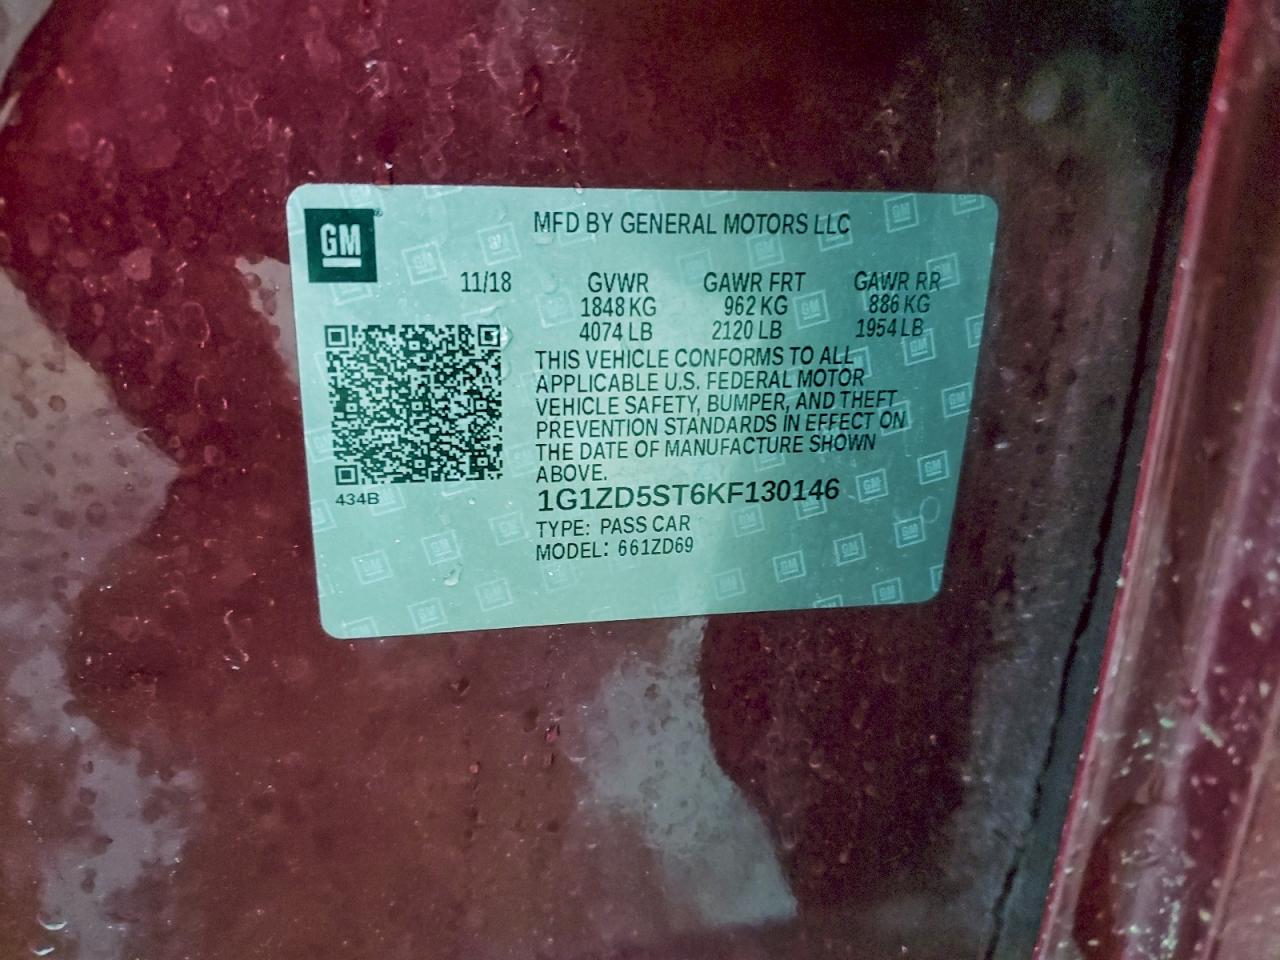 GM
MFD BY GENERAL MOTORS LLC
11/18 GVWR GAWR FRT GAWR RR
1848 KG 962 KG 886 KG
4074 LB 2120 LB 1954 LB
THIS VEHICLE CONFORMS TO ALL
APPLICABLE U.S. FEDERAL MOTOR
VEHICLE SAFETY, BUMPER, AND THEFT
PREVENTION STANDARDS IN EFFECT ON
THE DATE OF MANUFACTURE SHOWN
ABOVE.
434B
1G1ZD5ST6KF130146
TYPE: PASS CAR
MODEL: 661ZD69